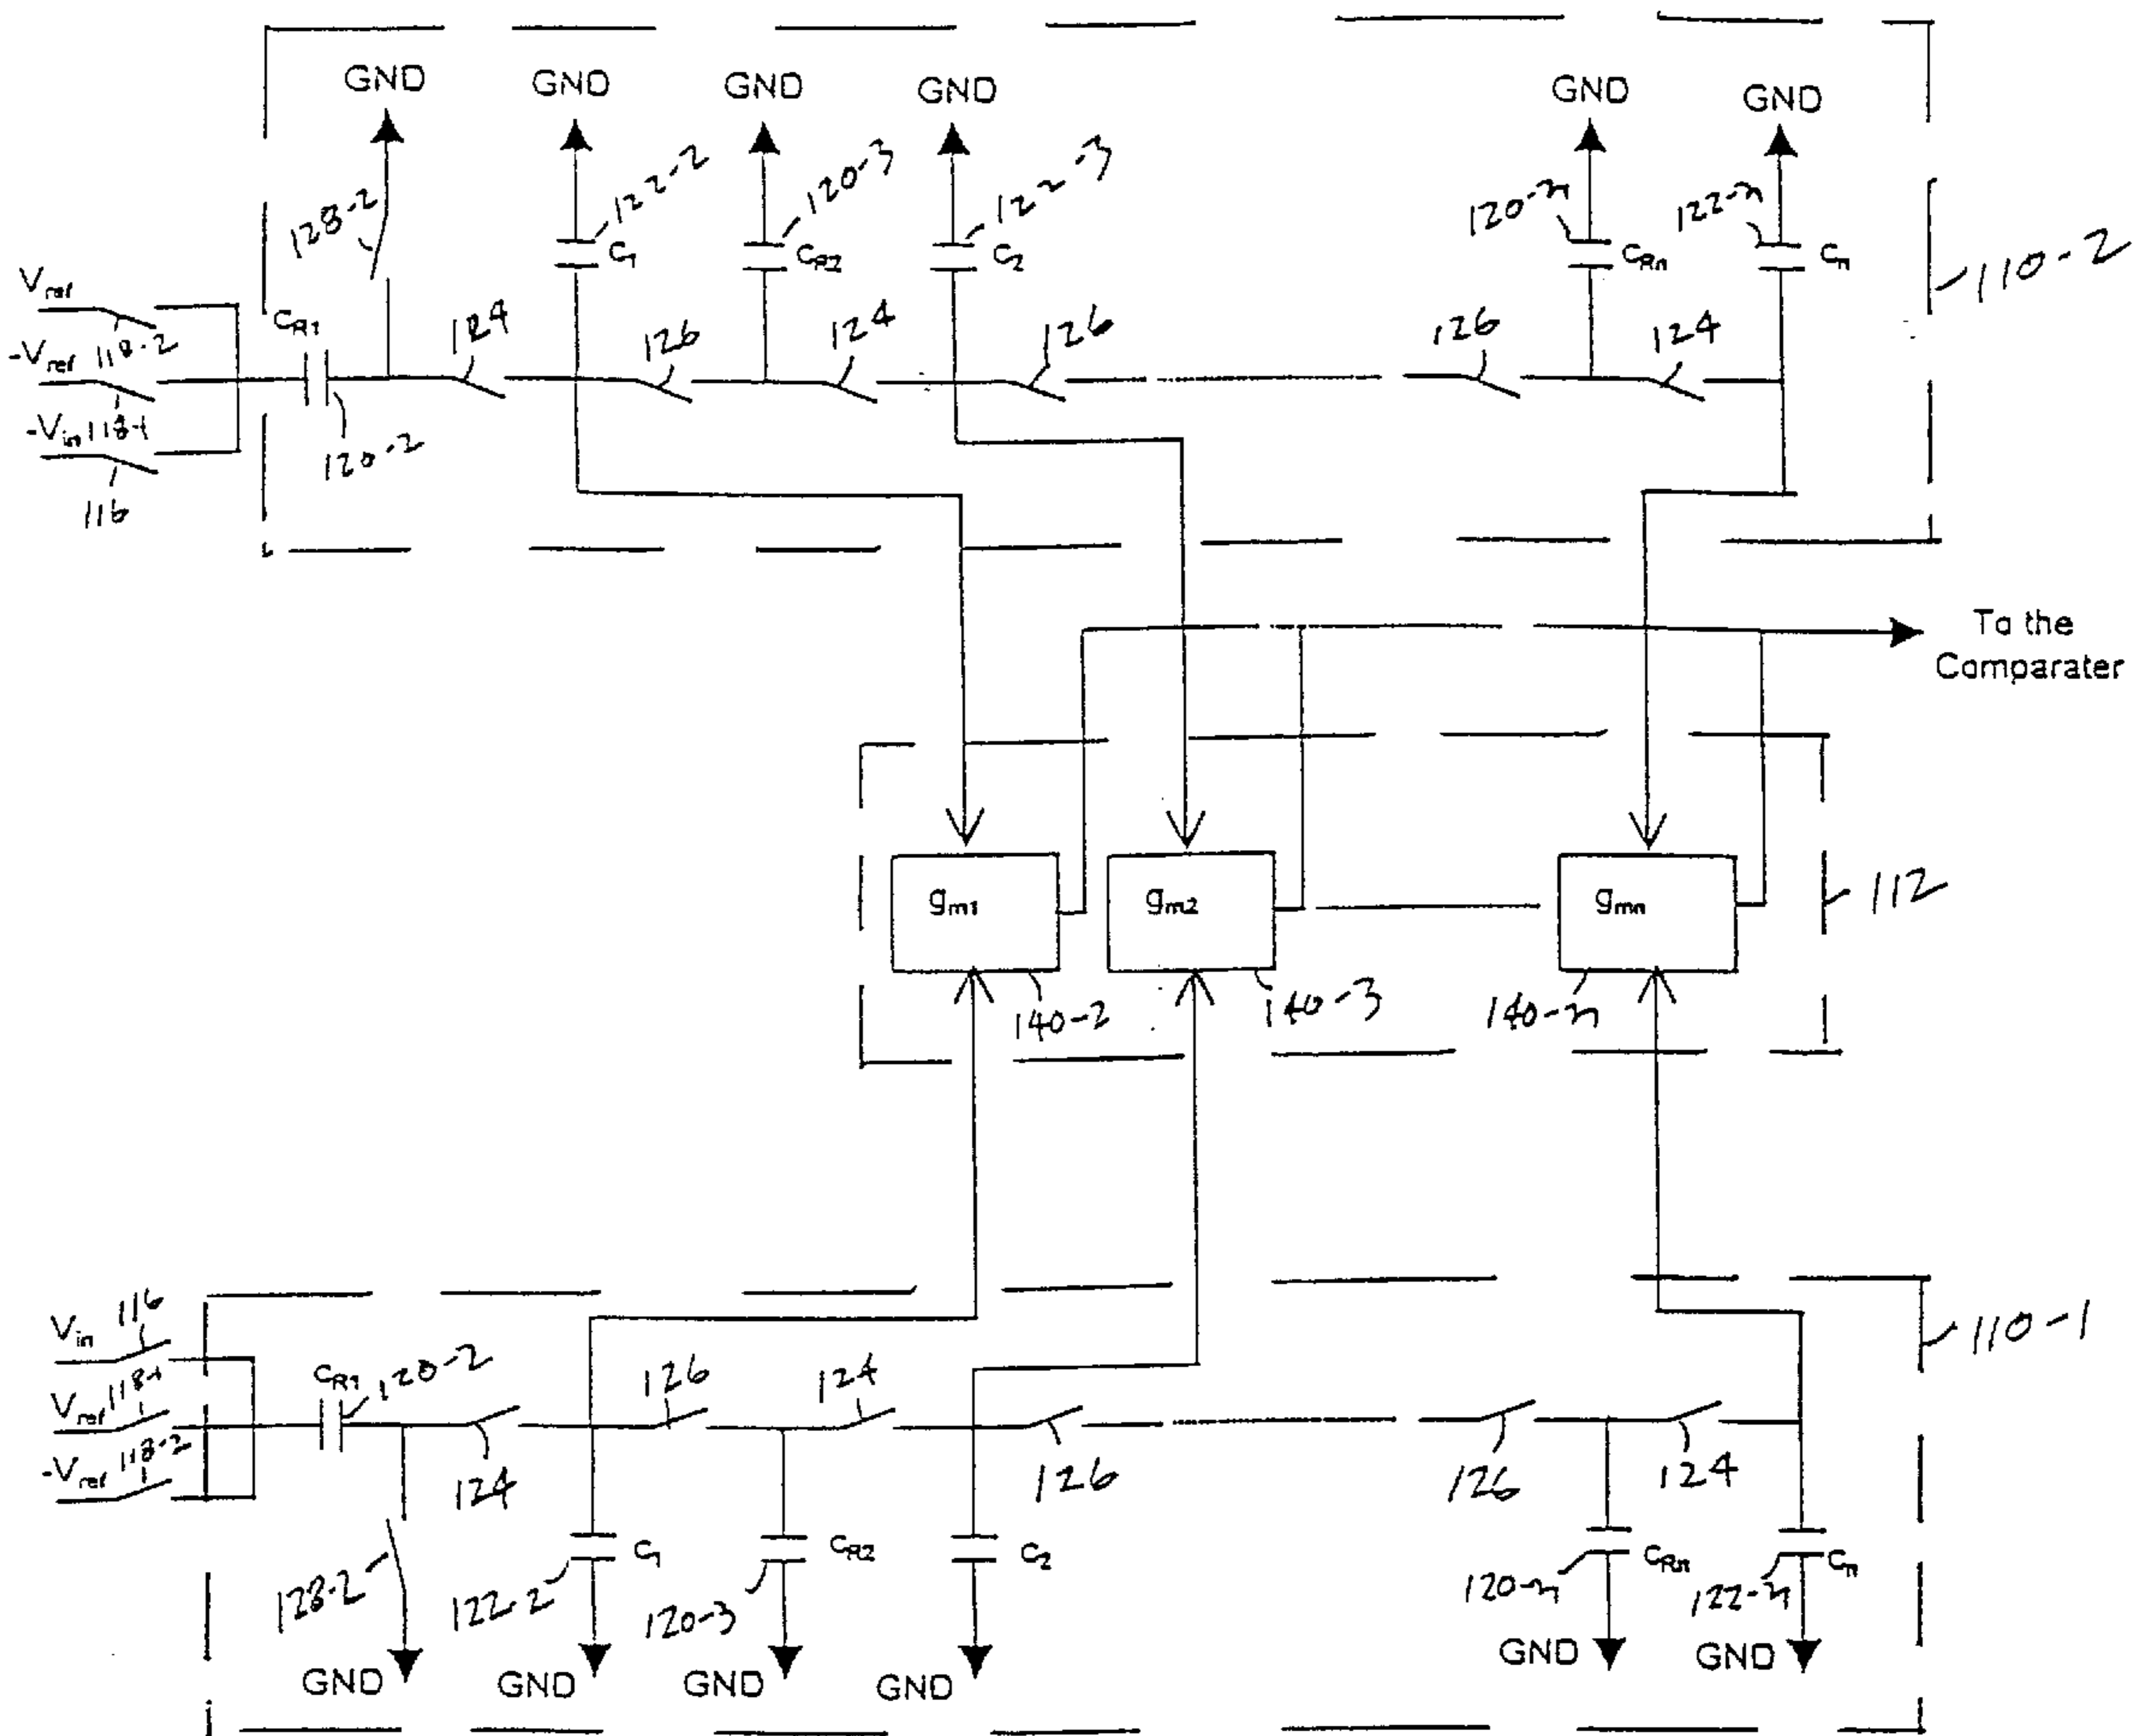 GND GND GND GND GND GND
128-2 122-2 120-3 122-3 120-n 122-n
C1 CR2 C2 CRn Cn
110-2
Vref
118-2
-Vref
118-1
-Vin
116
CR1
120-2
124 126 124 126 126 124
To the
Comparater
gm1 gm2 gmn
112
140-2 140-3 140-n
110-1
Vin 116
Vref 118-1
-Vref 118-2
CR1 120-2
124 126 124 126 126 124
128-2 122-2 C1 120-3 CR2 C2 120-n CRn 122-n Cn
GND GND GND GND GND GND